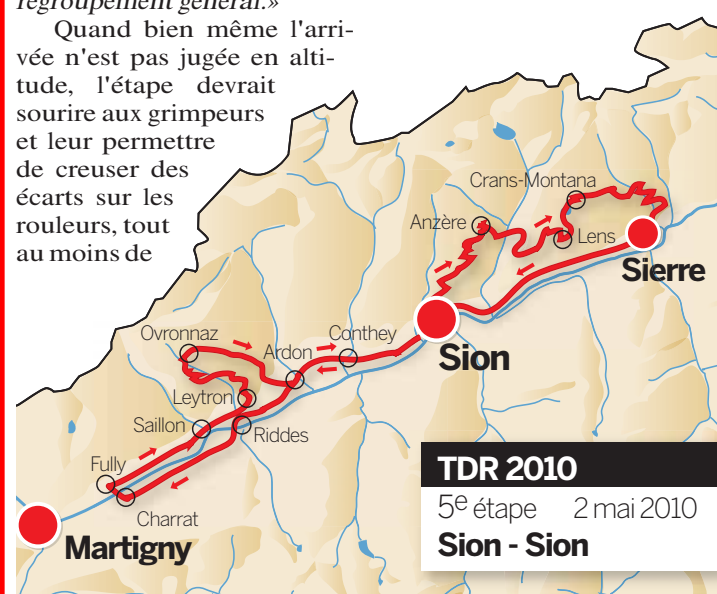 regroupement général.»
Quand bien même l'arri-
vée n'est pas jugée en alti-
tude, l'étape devrait
sourire aux grimpeurs
et leur permettre
de creuser des
écarts sur les
rouleurs, tout
au moins de
Crans-Montana
Anzère
Lens
Sierre
Ovronnaz
Conthey
Ardon
Sion
Leytron
Saillon
Riddes
Fully
Charrat
Martigny
TDR 2010
5e étape 2 mai 2010
Sion - Sion